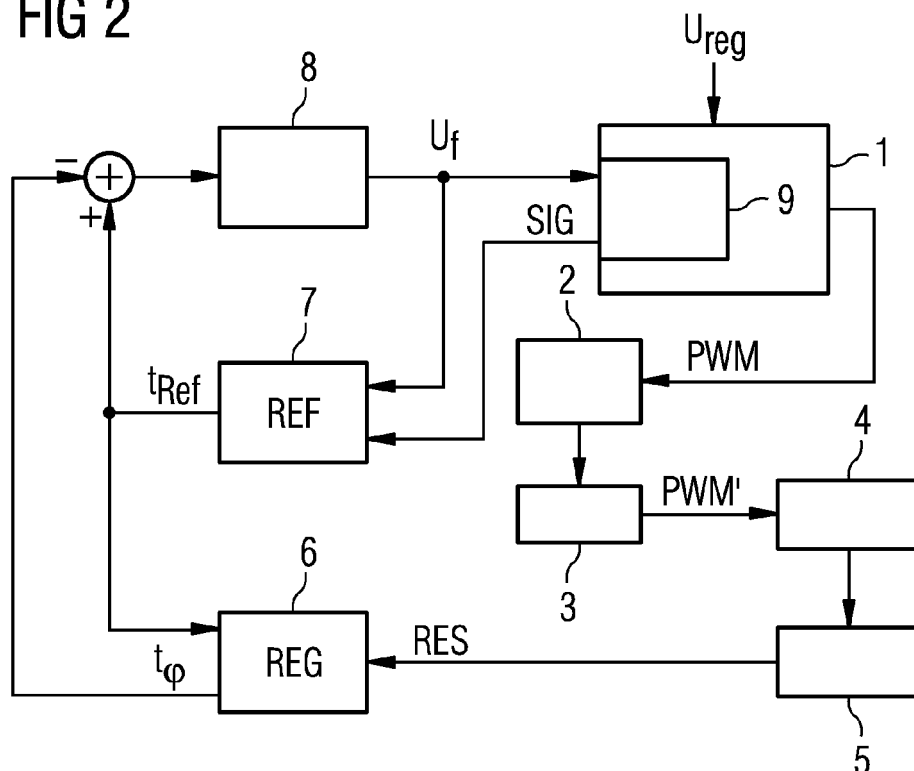 FIG 2
U_reg
8
U_f
1
−
+
+
9
SIG
2
7
PWM
t_Ref
REF
4
PWM'
6
3
RES
REG
t_φ
5